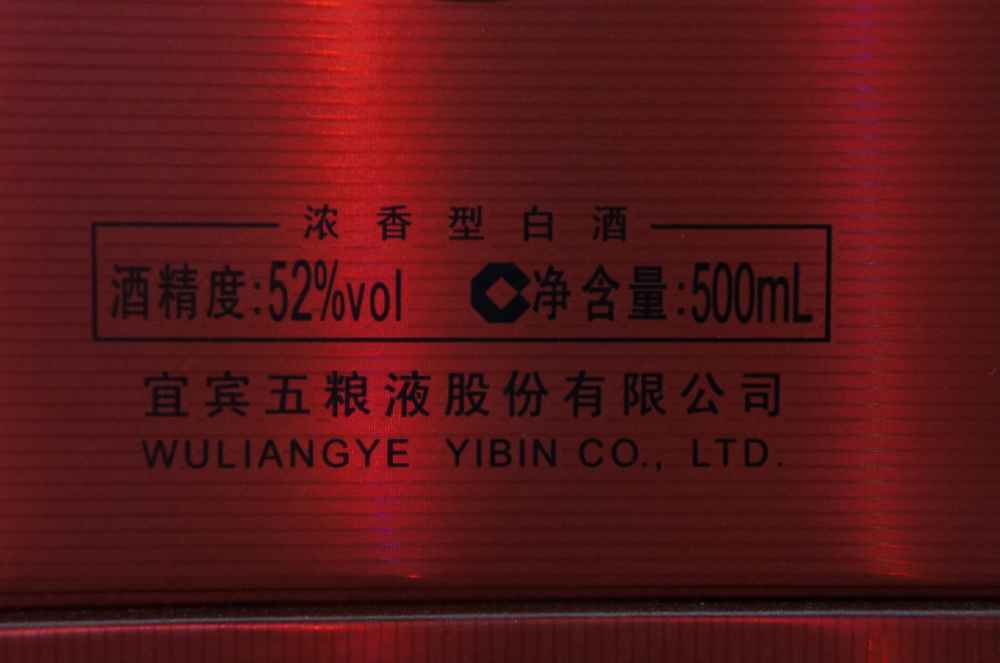 浓香型白酒
酒精度:52%vol 净含量:500mL
宜宾五粮液股份有限公司
WULIANGYE YIBIN CO., LTD.